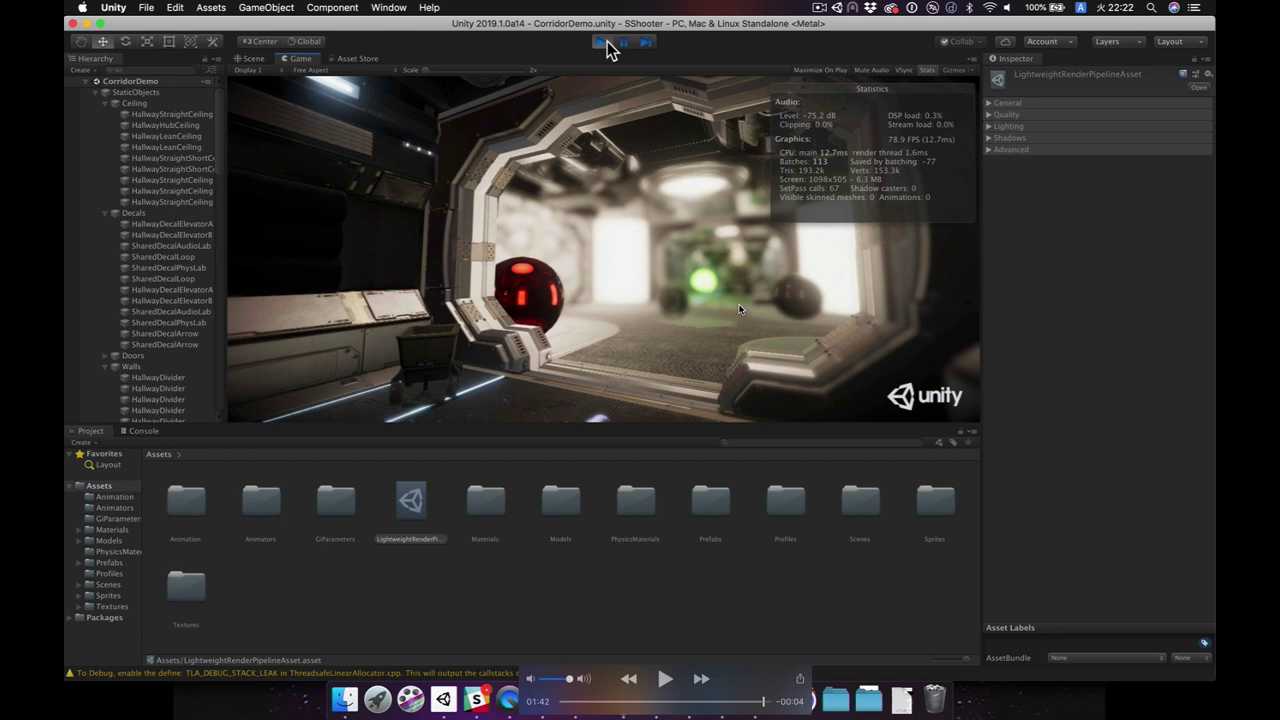 Unity File Edit Assets GameObject Component Window Help 100% A 火 22:22
Unity 2019.1.0a14 - CorridorDemo.unity - SShooter - PC, Mac & Linux Standalone <Metal>
Center Global Collab Account Layers Layout
Hierarchy Scene Game Asset Store Inspector
Create Display 1 Free Aspect Scale 2x Maximize On Play Mute Audio VSync Stats Gizmos
LightweightRenderPipelineAsset
Open
CorridorDemo
StaticObjects
Ceiling
HallwayStraightCeiling
HallwayHubCeiling
HallwayLeanCeiling
HallwayLeanCeiling
HallwayStraightShortC
HallwayStraightShortC
HallwayStraightCeiling
HallwayStraightCeiling
HallwayStraightCeiling
Decals
HallwayDecalElevatorA
HallwayDecalElevatorB
SharedDecalAudioLab
SharedDecalLoop
SharedDecalPhysLab
SharedDecalLoop
HallwayDecalElevatorA
HallwayDecalElevatorB
SharedDecalAudioLab
SharedDecalPhysLab
SharedDecalArrow
SharedDecalArrow
Doors
Walls
HallwayDivider
HallwayDivider
HallwayDivider
HallwayDivider
Statistics
Audio:
Level: -75.2 dB DSP load: 0.3%
Clipping: 0.0% Stream load: 0.0%
Graphics: 78.9 FPS (12.7ms)
CPU: main 12.7ms render thread 1.6ms
Batches: 113 Saved by batching: -77
Tris: 193.2k Verts: 153.3k
Screen: 1098x505 - 6.3 MB
SetPass calls: 67 Shadow casters: 0
Visible skinned meshes: 0 Animations: 0
unity
General
Quality
Lighting
Shadows
Advanced
Project Console
Create
Favorites
Layout
Assets
Animation
Animators
GiParameter
Materials
Models
PhysicsMate
Prefabs
Profiles
Scenes
Sprites
Textures
Packages
Assets
Animation Animators GiParameters LightweightRenderPi... Materials Models PhysicsMaterials Prefabs Profiles Scenes Sprites
Textures
Assets/LightweightRenderPipelineAsset.asset
Asset Labels
AssetBundle None None
To Debug, enable the define: TLA_DEBUG_STACK_LEAK in ThreadsafeLinearAllocator.cpp. This will output the callstacks
01:42 -00:04